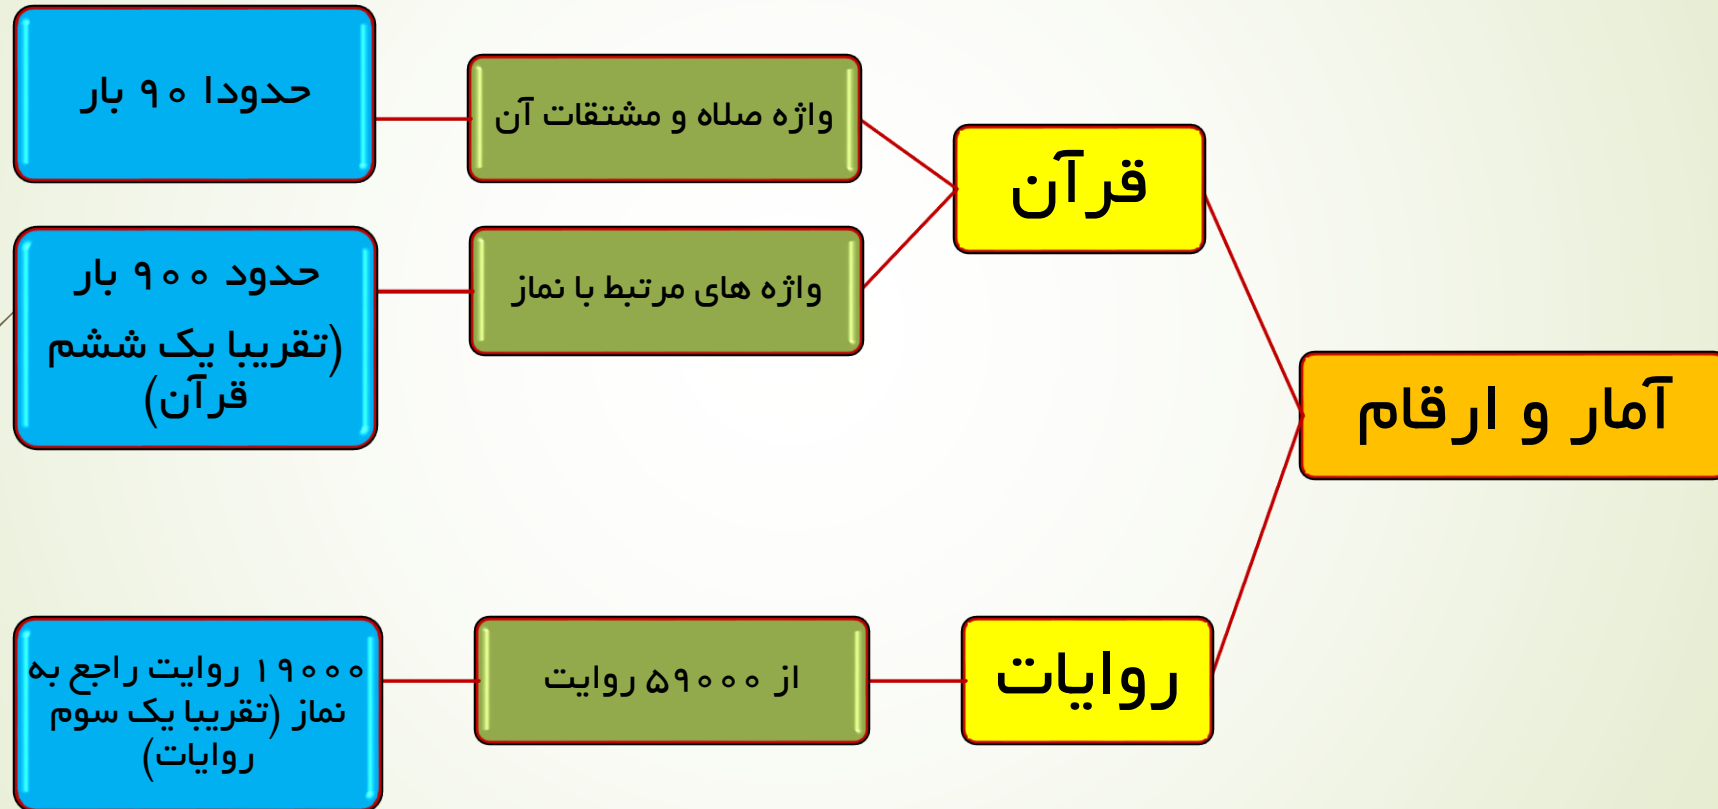 آمار و ارقام
قرآن
واژه صلاه و مشتقات آن
حدودا ۹۰ بار
واژه های مرتبط با نماز
حدود ۹۰۰ بار
(تقریبا یک ششم
قرآن)
روایات
از ۵۹۰۰۰ روایت
۱۹۰۰۰ روایت راجع به
نماز (تقریبا یک سوم
روایات)